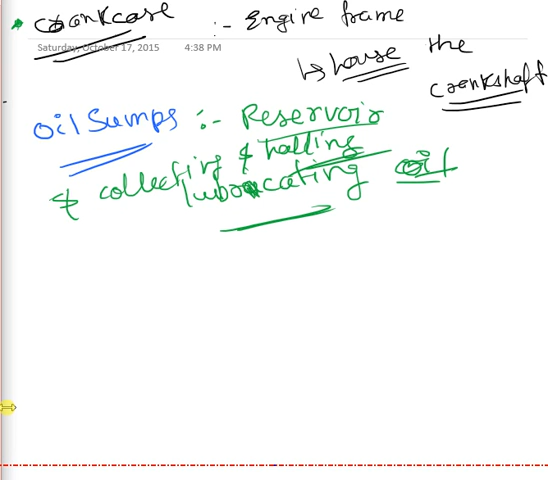 Crankcase :- Engine frame
Saturday, October 17, 2015 4:38 PM
↳ house the
crankshaft
Oil Sumps :- Reservoir
& collecting & halling
lubricating oil